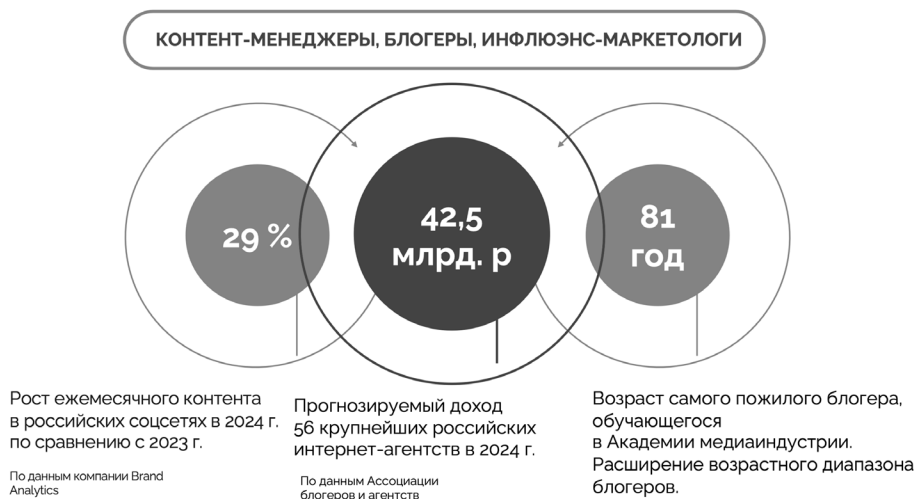 КОНТЕНТ-МЕНЕДЖЕРЫ, БЛОГЕРЫ, ИНФЛЮЭНС-МАРКЕТОЛОГИ
29 %
42,5
млрд. р
81
год
Рост ежемесячного контента
в российских соцсетях в 2024 г.
по сравнению с 2023 г.
По данным компании Brand
Analytics
Прогнозируемый доход
56 крупнейших российских
интернет-агентств в 2024 г.
По данным Ассоциации
блогеров и агентств
Возраст самого пожилого блогера,
обучающегося
в Академии медиаиндустрии.
Расширение возрастного диапазона
блогеров.